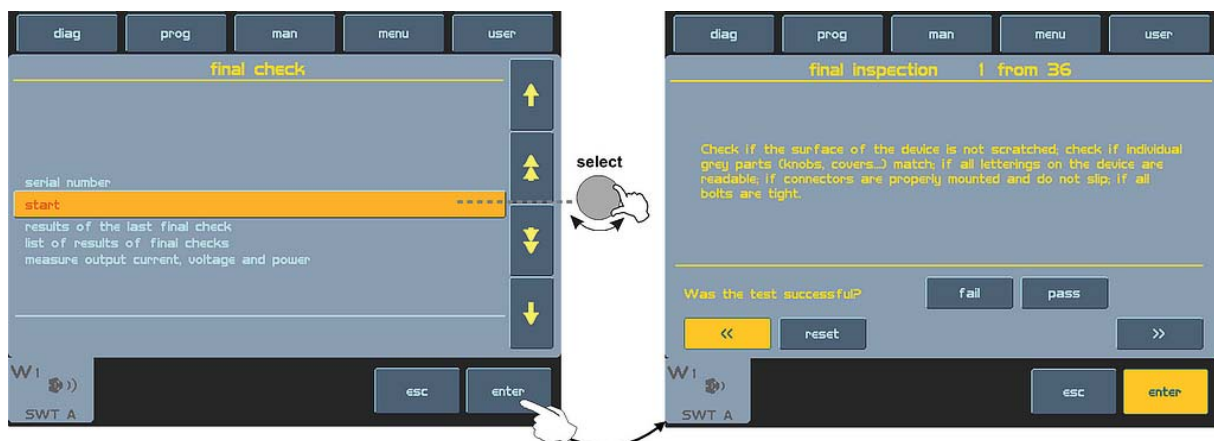 diag prog man menu user
final check
serial number
start
results of the last final check
list of results of final checks
measure output current, voltage and power
W1
SWT A
esc enter
select
diag prog man menu user
final inspection 1 from 36
Check if the surface of the device is not scratched; check if individual
grey parts (knobs, covers...) match; if all letterings on the device are
readable; if connectors are properly mounted and do not slip; if all
bolts are tight.
Was the test successful? fail pass
<< reset >>
W1
SWT A
esc enter